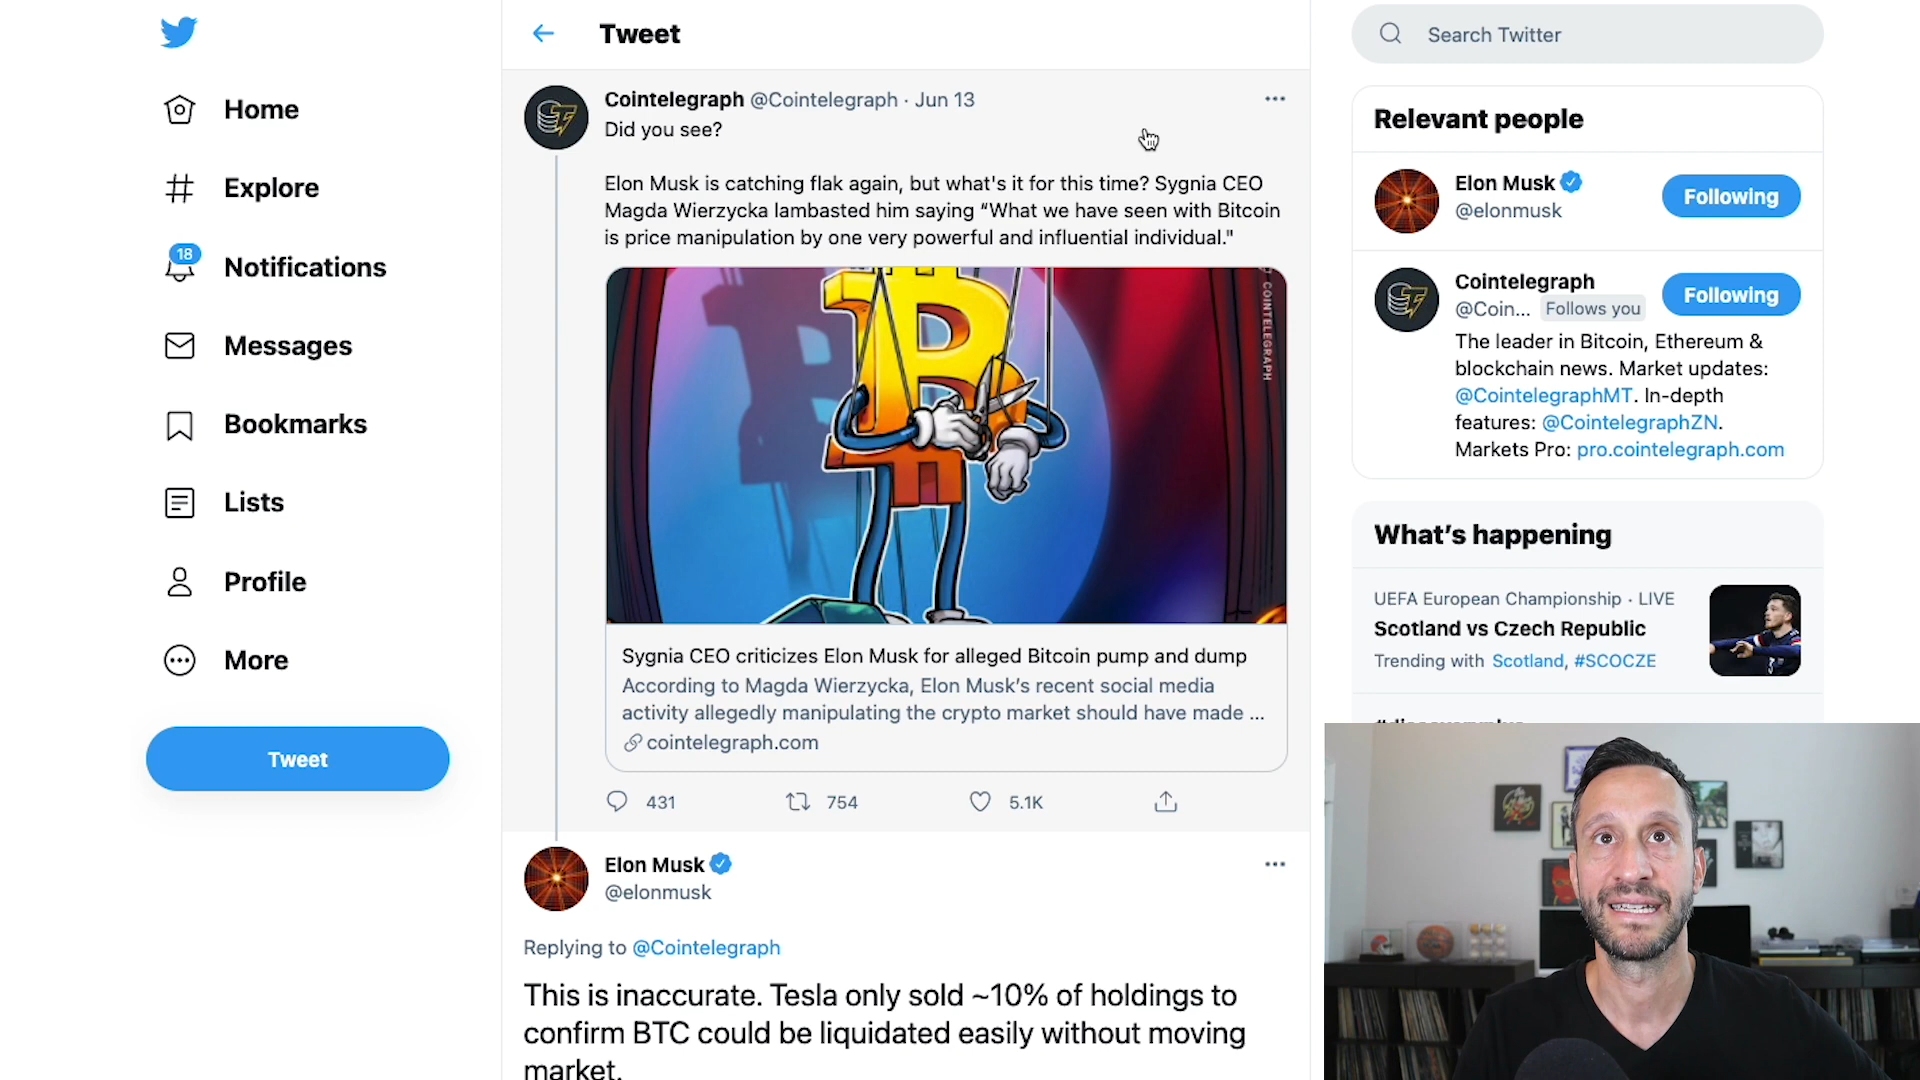 Tweet
Search Twitter
Home
Explore
18
Notifications
Messages
Bookmarks
Lists
Profile
More
Tweet
Cointelegraph @Cointelegraph · Jun 13
Did you see?
Elon Musk is catching flak again, but what's it for this time? Sygnia CEO
Magda Wierzycka lambasted him saying “What we have seen with Bitcoin
is price manipulation by one very powerful and influential individual."
COINTELEGRAPH
Sygnia CEO criticizes Elon Musk for alleged Bitcoin pump and dump
According to Magda Wierzycka, Elon Musk’s recent social media
activity allegedly manipulating the crypto market should have made ...
cointelegraph.com
431
754
5.1K
Elon Musk
@elonmusk
Replying to @Cointelegraph
This is inaccurate. Tesla only sold ~10% of holdings to
confirm BTC could be liquidated easily without moving
market.
Relevant people
Elon Musk
@elonmusk
Following
Cointelegraph
@Coin... Follows you
Following
The leader in Bitcoin, Ethereum &
blockchain news. Market updates:
@CointelegraphMT. In-depth
features: @CointelegraphZN.
Markets Pro: pro.cointelegraph.com
What’s happening
UEFA European Championship · LIVE
Scotland vs Czech Republic
Trending with Scotland, #SCOCZE